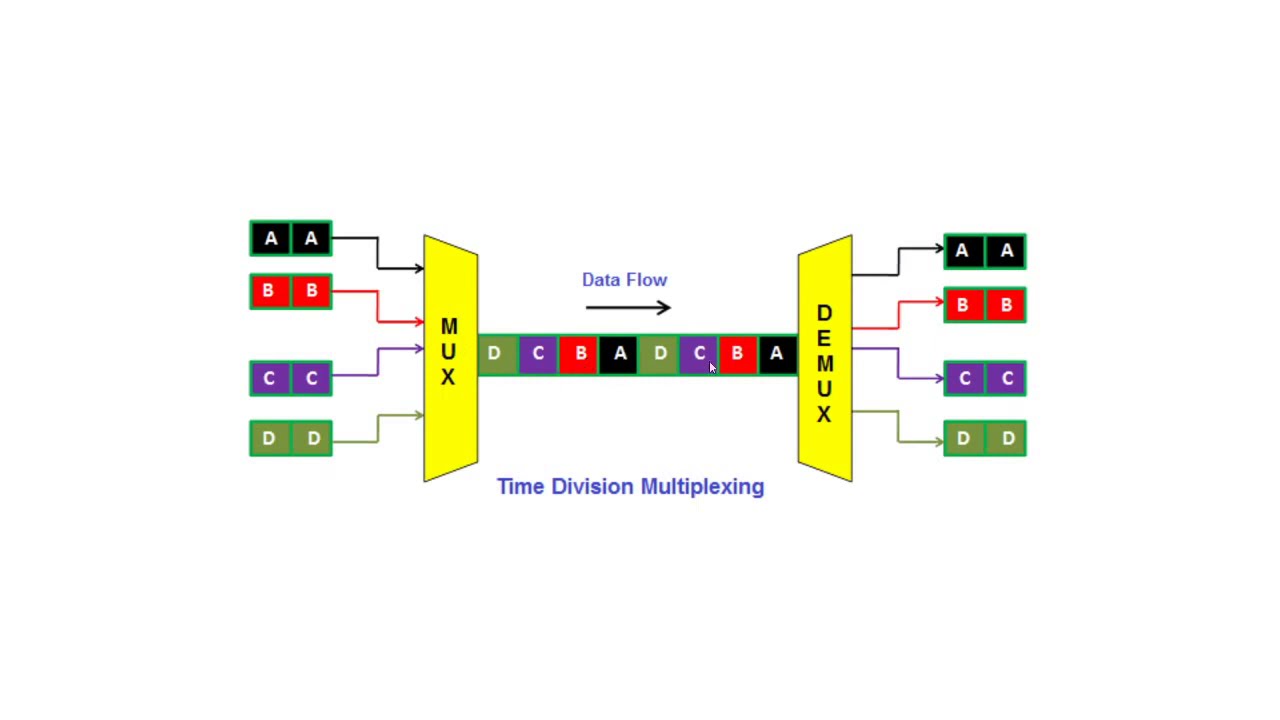 A A
B B
C C
D D
MUX
Data Flow
D C B A D C B A
Time Division Multiplexing
DEMUX
A A
B B
C C
D D